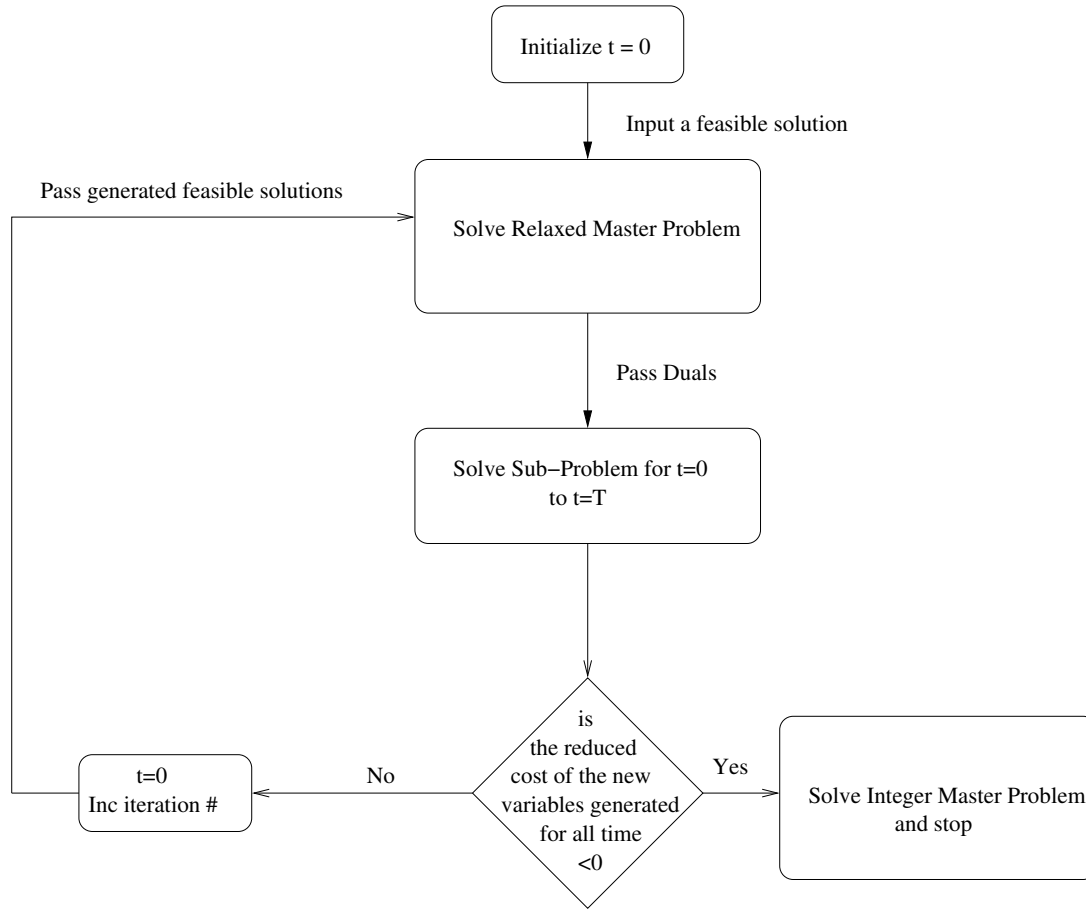 Initialize t = 0
Input a feasible solution
Pass generated feasible solutions
Solve Relaxed Master Problem
Pass Duals
Solve Sub−Problem for t=0
to t=T
is
the reduced
cost of the new
variables generated
for all time
<0
No
Yes
t=0
Inc iteration #
Solve Integer Master Problem
and stop